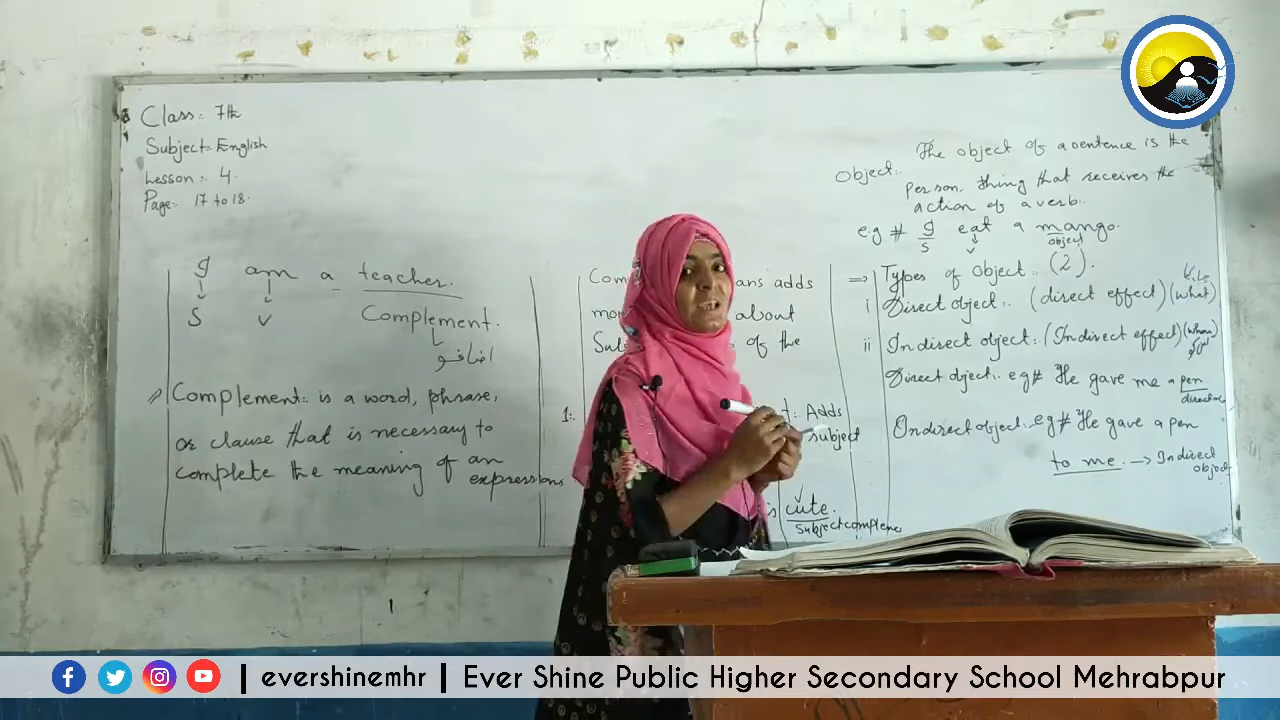 Class:- 7th
Subject:- English
Lesson:- 4.
Page:- 17 to 18.
I am a teacher.
S V Complement.
اضافو
Complement:- is a word, phrase,
or clause that is necessary to
complete the meaning of an
expressions
Com ans adds
mo about
Sub of the
1:. t:. Adds
subject
is cute.
Subject complemen
Object:. The object of a sentence is the
person, thing that receives the
action of a verb.
e.g # I eat a mango.
S V object
⇒ Types of object:. (2).
i Direct object:. (direct effect) (what)
ii Indirect object:. (Indirect effect) (whom)
Direct object:. eg# He gave me a pen
Indirect object:. eg# He gave a pen
to me. → Indirect
object
| evershinemhr | Ever Shine Public Higher Secondary School Mehrabpur